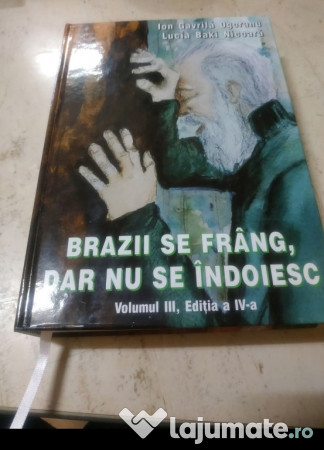 Ion Gavrilă Ogoranu
Lucia Baki Nicoară
BRAZII SE FRÂNG,
DAR NU SE ÎNDOIESC
Volumul III, Ediția a IV-a
lajumate.ro